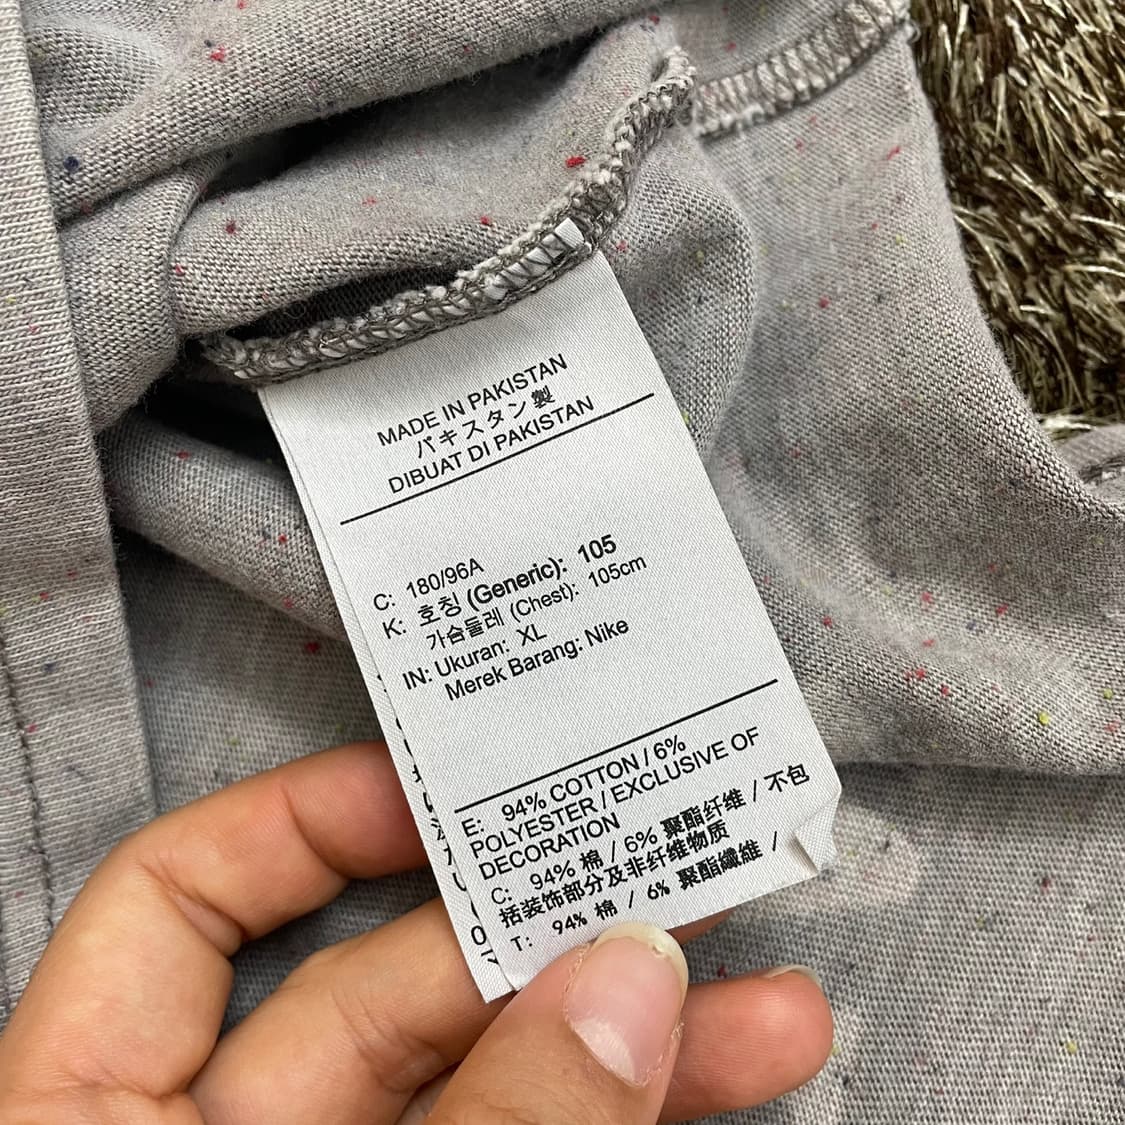 MADE IN PAKISTAN
パキスタン製
DIBUAT DI PAKISTAN
C: 180/96A
K: 호칭 (Generic): 105
가슴둘레 (Chest): 105cm
IN: Ukuran: XL
Merek Barang: Nike
E: 94% COTTON / 6%
POLYESTER / EXCLUSIVE OF
DECORATION
C: 94% 棉 / 6% 聚酯纤维 / 不包
括装饰部分及非纤维物质
T: 94% 棉 / 6% 聚酯纖維 /